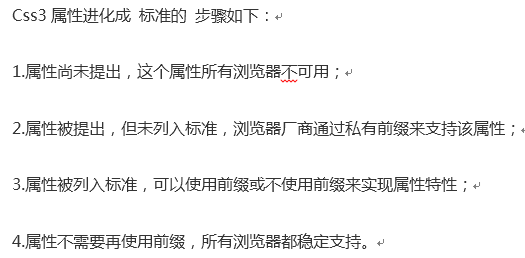 Css3 属性进化成 标准的 步骤如下：
1.属性尚未提出，这个属性所有浏览器不可用；
2.属性被提出，但未列入标准，浏览器厂商通过私有前缀来支持该属性；
3.属性被列入标准，可以使用前缀或不使用前缀来实现属性特性；
4.属性不需要再使用前缀，所有浏览器都稳定支持。